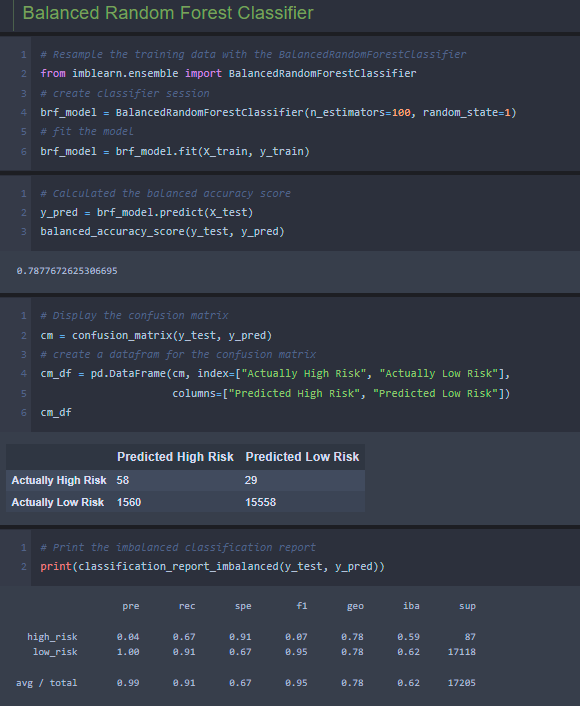 Balanced Random Forest Classifier
1 # Resample the training data with the BalancedRandomForestClassifier
2 from imblearn.ensemble import BalancedRandomForestClassifier
3 # create classifier session
4 brf_model = BalancedRandomForestClassifier(n_estimators=100, random_state=1)
5 # fit the model
6 brf_model = brf_model.fit(X_train, y_train)
1 # Calculated the balanced accuracy score
2 y_pred = brf_model.predict(X_test)
3 balanced_accuracy_score(y_test, y_pred)
0.7877672625306695
1 # Display the confusion matrix
2 cm = confusion_matrix(y_test, y_pred)
3 # create a datafram for the confusion matrix
4 cm_df = pd.DataFrame(cm, index=["Actually High Risk", "Actually Low Risk"],
5 columns=["Predicted High Risk", "Predicted Low Risk"])
6 cm_df
Predicted High Risk Predicted Low Risk
Actually High Risk 58 29
Actually Low Risk 1560 15558
1 # Print the imbalanced classification report
2 print(classification_report_imbalanced(y_test, y_pred))
pre rec spe f1 geo iba sup
high_risk 0.04 0.67 0.91 0.07 0.78 0.59 87
low_risk 1.00 0.91 0.67 0.95 0.78 0.62 17118
avg / total 0.99 0.91 0.67 0.95 0.78 0.62 17205